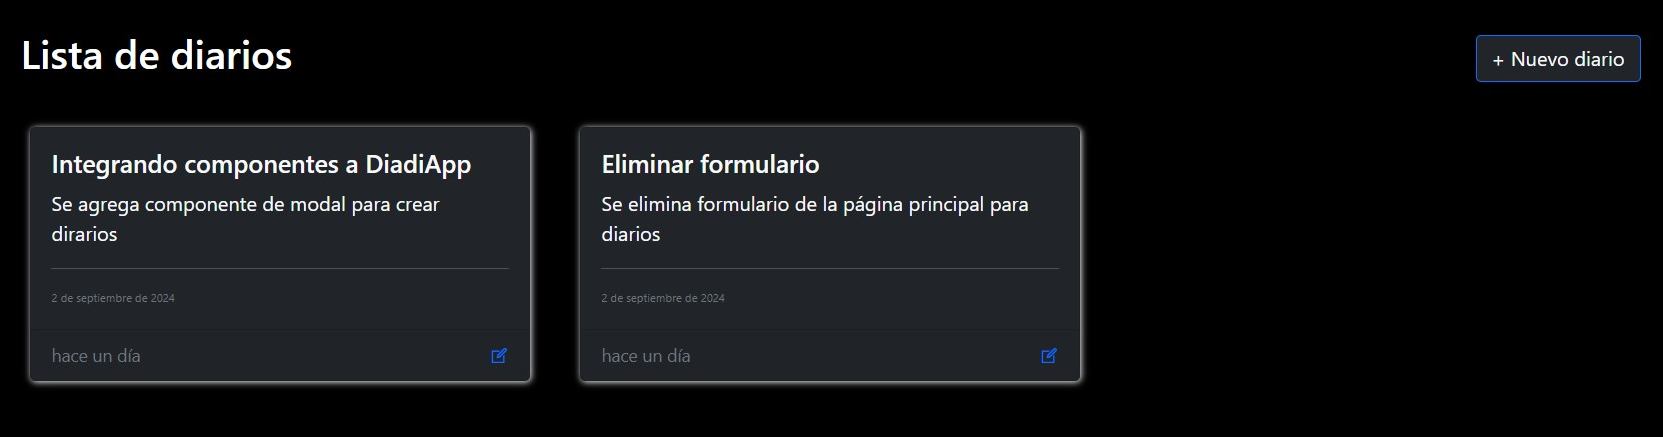 Lista de diarios
+ Nuevo diario
Integrando componentes a DiadiApp
Se agrega componente de modal para crear
dirarios
2 de septiembre de 2024
hace un día
Eliminar formulario
Se elimina formulario de la página principal para
diarios
2 de septiembre de 2024
hace un día